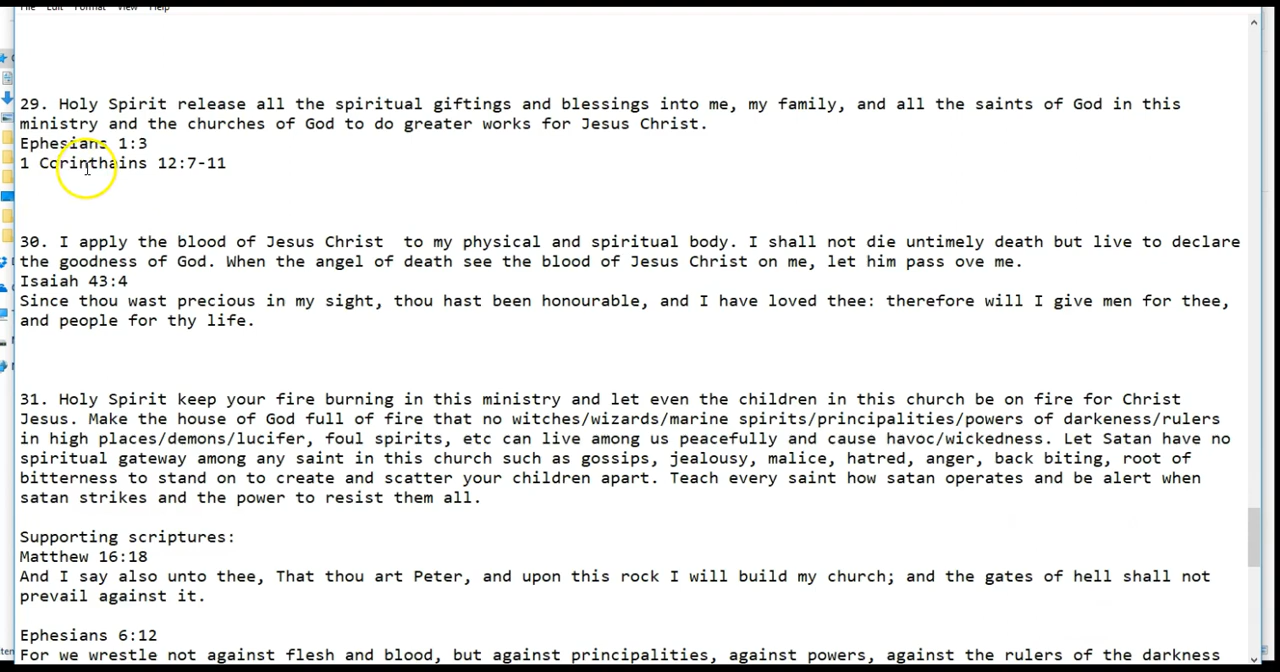 File Edit Format View Help
29. Holy Spirit release all the spiritual giftings and blessings into me, my family, and all the saints of God in this
ministry and the churches of God to do greater works for Jesus Christ.
Ephesians 1:3
1 Corinthains 12:7-11
30. I apply the blood of Jesus Christ  to my physical and spiritual body. I shall not die untimely death but live to declare
the goodness of God. When the angel of death see the blood of Jesus Christ on me, let him pass ove me.
Isaiah 43:4
Since thou wast precious in my sight, thou hast been honourable, and I have loved thee: therefore will I give men for thee,
and people for thy life.
31. Holy Spirit keep your fire burning in this ministry and let even the children in this church be on fire for Christ
Jesus. Make the house of God full of fire that no witches/wizards/marine spirits/principalities/powers of darkeness/rulers
in high places/demons/lucifer, foul spirits, etc can live among us peacefully and cause havoc/wickedness. Let Satan have no
spiritual gateway among any saint in this church such as gossips, jealousy, malice, hatred, anger, back biting, root of
bitterness to stand on to create and scatter your children apart. Teach every saint how satan operates and be alert when
satan strikes and the power to resist them all.
Supporting scriptures:
Matthew 16:18
And I say also unto thee, That thou art Peter, and upon this rock I will build my church; and the gates of hell shall not
prevail against it.
Ephesians 6:12
For we wrestle not against flesh and blood, but against principalities, against powers, against the rulers of the darkness